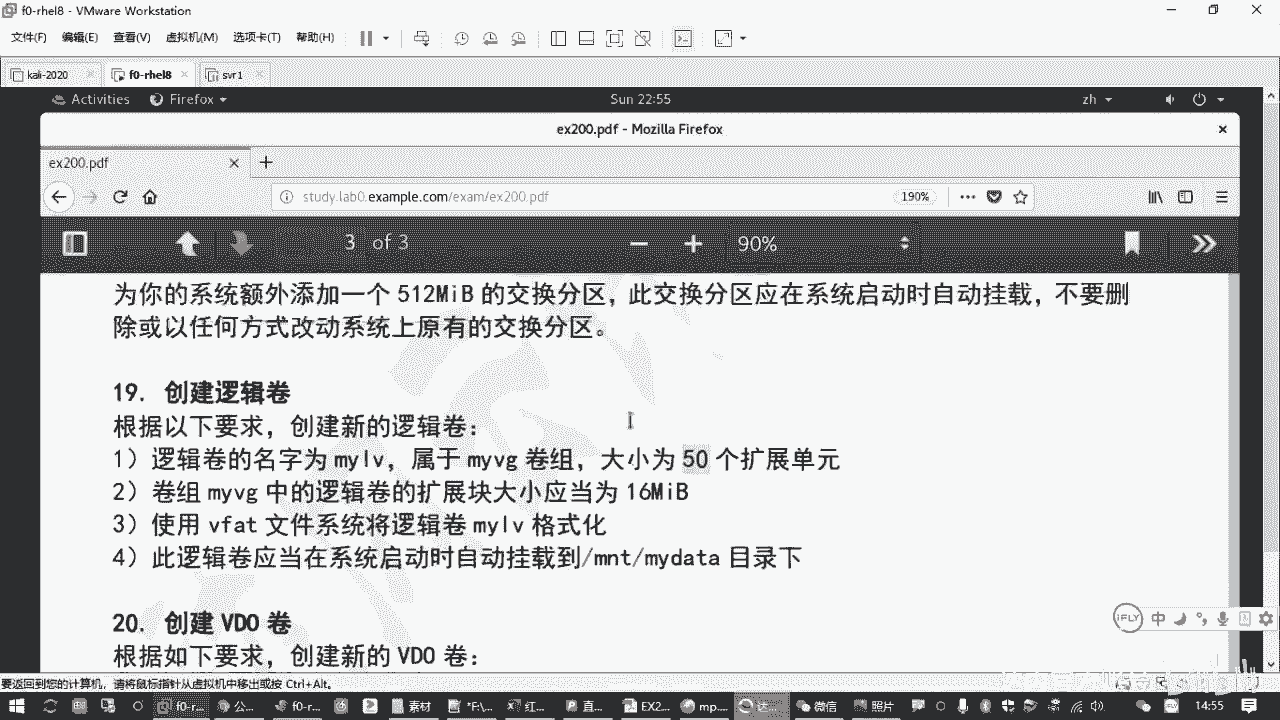 f0-rhel8 - VMware Workstation
文件(F) 编辑(E) 查看(V) 虚拟机(M) 选项卡(T) 帮助(H)
kali-2020 f0-rhel8 svr1
Activities Firefox Sun 22:55 zh
ex200.pdf - Mozilla Firefox
ex200.pdf
study.lab0.example.com/exam/ex200.pdf 190%
3 of 3 90%
为你的系统额外添加一个 512MiB 的交换分区，此交换分区应在系统启动时自动挂载，不要删
除或以任何方式改动系统上原有的交换分区。
19. 创建逻辑卷
根据以下要求，创建新的逻辑卷：
1）逻辑卷的名字为 mylv，属于 myvg 卷组，大小为 50 个扩展单元
2）卷组 myvg 中的逻辑卷的扩展块大小应当为 16MiB
3）使用 vfat 文件系统将逻辑卷 mylv 格式化
4）此逻辑卷应当在系统启动时自动挂载到/mnt/mydata 目录下
20. 创建 VDO 卷
根据如下要求，创建新的 VDO 卷：
iFLY 中
要返回到您的计算机，请将鼠标指针从虚拟机中移出或按 Ctrl+Alt。
f0-r... 公... f0-r... 素材 "F:\... 红... P 直... EX2... mp... 微信 照片 14:55